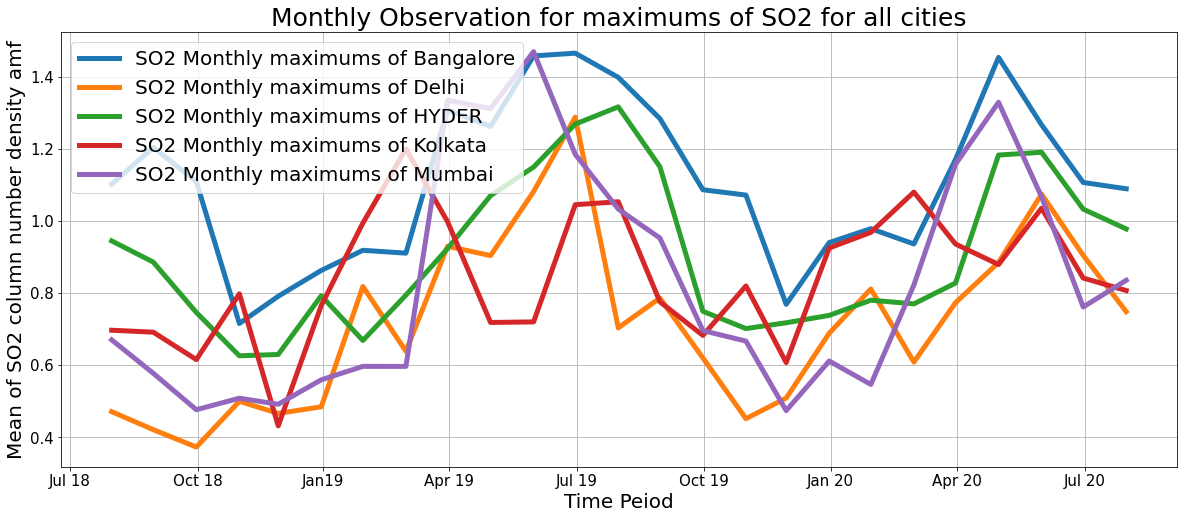 Monthly Observation for maximums of SO2 for all cities
Mean of SO2 column number density amf
1.4
1.2
1.0
0.8
0.6
0.4
SO2 Monthly maximums of Bangalore
SO2 Monthly maximums of Delhi
SO2 Monthly maximums of HYDER
SO2 Monthly maximums of Kolkata
SO2 Monthly maximums of Mumbai
Jul 18 Oct 18 Jan19 Apr 19 Jul 19 Oct 19 Jan 20 Apr 20 Jul 20
Time Peiod